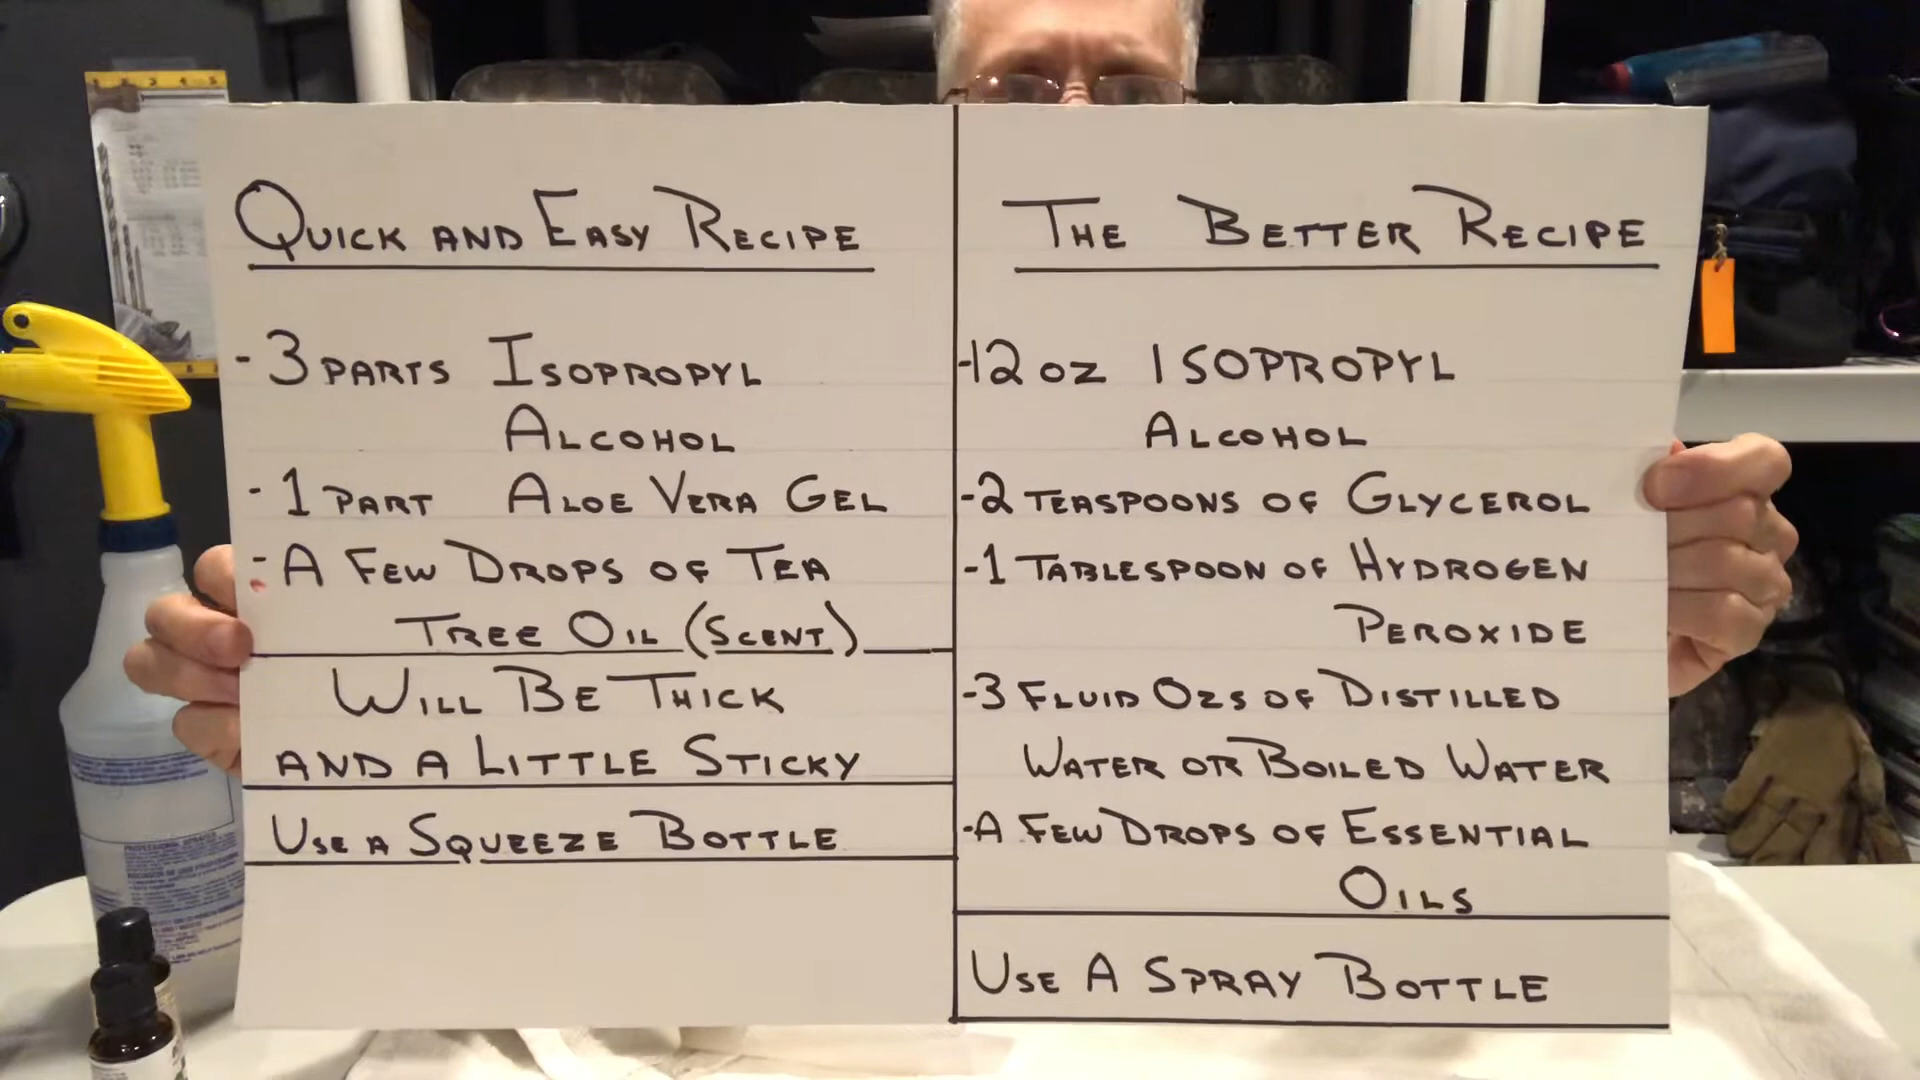 Quick and Easy Recipe
- 3 parts Isopropyl
Alcohol
- 1 part Aloe Vera Gel
- A Few Drops of Tea
Tree Oil (Scent)
Will Be Thick
and a Little Sticky
Use a Squeeze Bottle
The Better Recipe
-12 oz Isopropyl
Alcohol
-2 teaspoons of Glycerol
-1 Tablespoon of Hydrogen
Peroxide
-3 Fluid Ozs of Distilled
Water or Boiled Water
-A Few Drops of Essential
Oils
Use A Spray Bottle